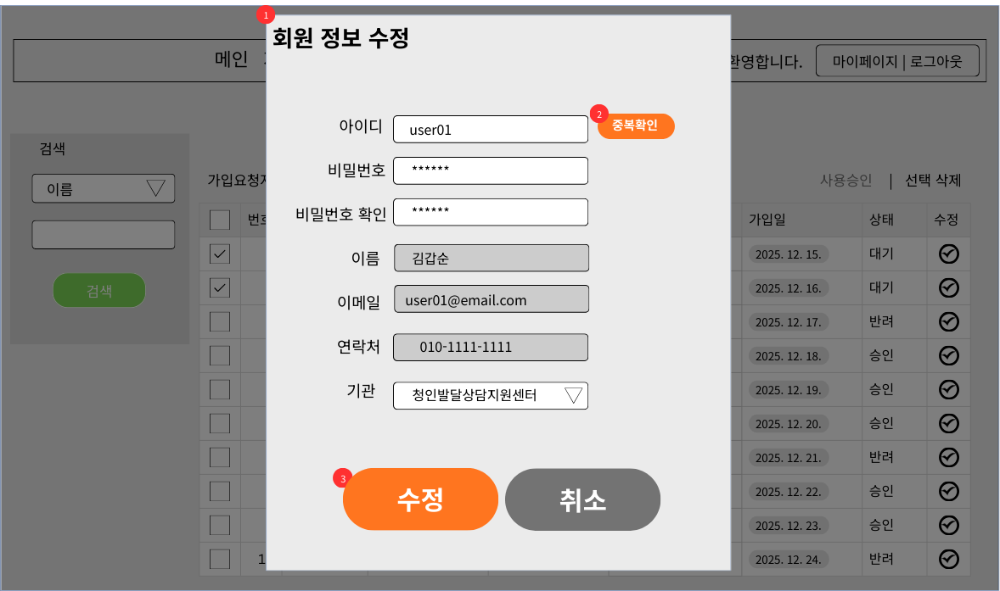 1
회원 정보 수정
메인
환영합니다.
마이페이지 | 로그아웃
아이디
user01
2
중복확인
비밀번호
******
비밀번호 확인
******
이름
김갑순
이메일
user01@email.com
연락처
010-1111-1111
기관
청인발달상담지원센터
3
수정
취소
검색
이름
검색
가입요청
사용승인 | 선택 삭제
가입일 상태 수정
2025. 12. 15. 대기
2025. 12. 16. 대기
2025. 12. 17. 반려
2025. 12. 18. 승인
2025. 12. 19. 승인
2025. 12. 20. 승인
2025. 12. 21. 반려
2025. 12. 22. 승인
2025. 12. 23. 승인
1 2025. 12. 24. 반려